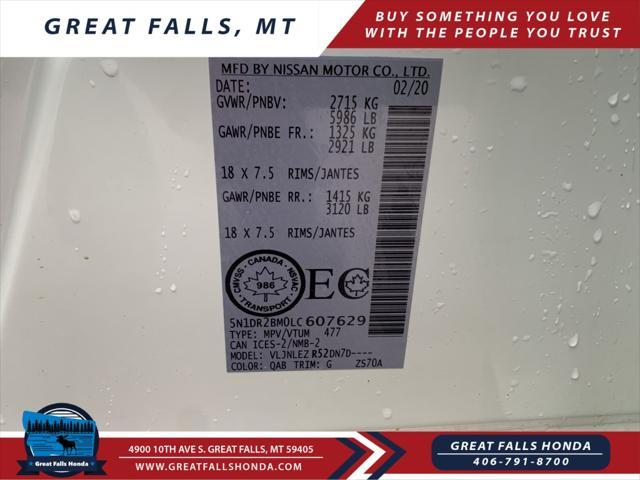 GREAT FALLS, MT
BUY SOMETHING YOU LOVE
WITH THE PEOPLE YOU TRUST
MFD BY NISSAN MOTOR CO., LTD.
DATE: 02/20
GVWR/PNBV: 2715 KG
5986 LB
GAWR/PNBE FR.: 1325 KG
2921 LB
18 X 7.5 RIMS/JANTES
GAWR/PNBE RR.: 1415 KG
3120 LB
18 X 7.5 RIMS/JANTES
CMVSS - CANADA - NSVAC
986
TRANSPORT
EC
5N1DR2BM0LC607629
TYPE: MPV/VTUM 477
CAN ICES-2/NMB-2
MODEL: VLJNLEZ R52DN7D----
COLOR: QAB TRIM: G ZS70A
Great Falls Honda
4900 10TH AVE S. GREAT FALLS, MT 59405
WWW.GREATFALLSHONDA.COM
GREAT FALLS HONDA
406-791-8700